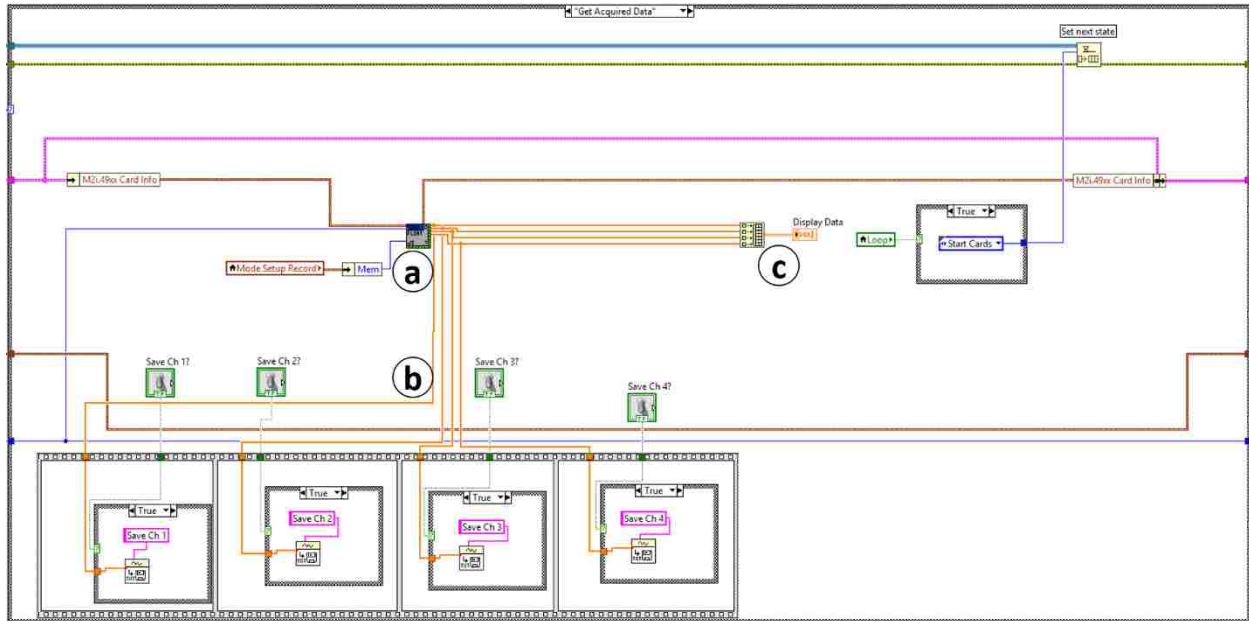 "Get Acquired Data"
Set next state
M2i.49xx Card Info
M2i.49xx Card Info
Display Data
True
Loop
Start Cards
a
c
Mode Setup Record
Mem
b
Save Ch 1?
Save Ch 2?
Save Ch 3?
Save Ch 4?
True
True
True
True
Save Ch 1
Save Ch 2
Save Ch 3
Save Ch 4